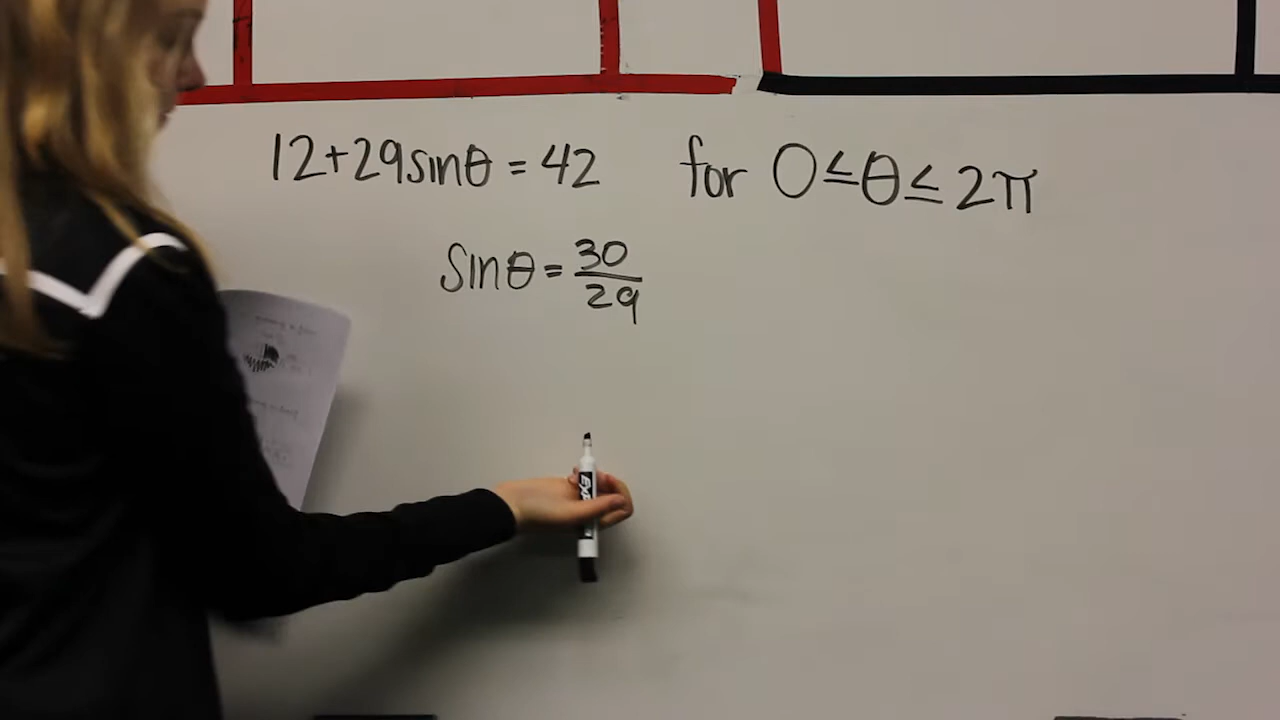 12+29sinθ = 42 for 0≤θ≤2π
sinθ = 30/29